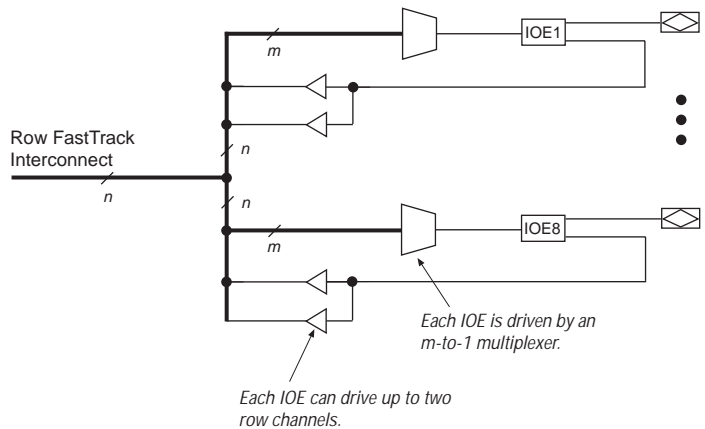 m
IOE1
Row FastTrack
Interconnect
n
n
n
m
IOE8
Each IOE is driven by an
m-to-1 multiplexer.
Each IOE can drive up to two
row channels.